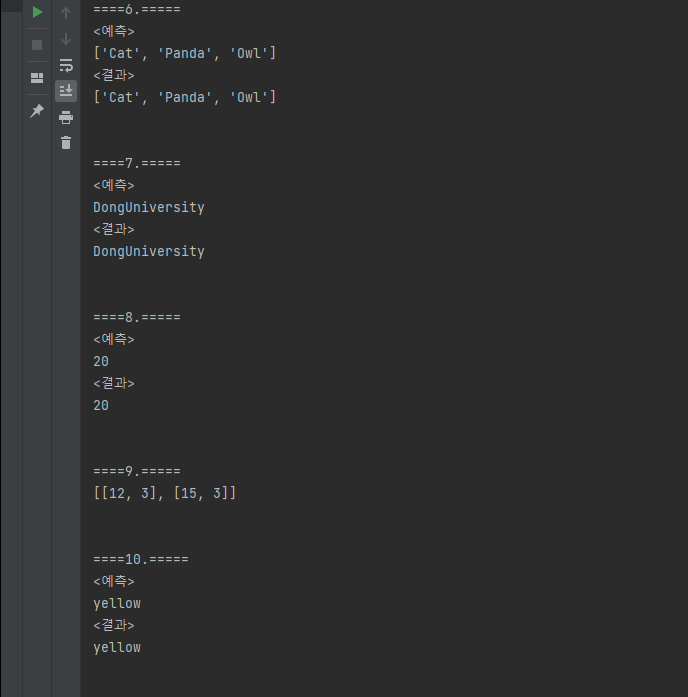 ====6.=====
<예측>
['Cat', 'Panda', 'Owl']
<결과>
['Cat', 'Panda', 'Owl']
====7.=====
<예측>
DongUniversity
<결과>
DongUniversity
====8.=====
<예측>
20
<결과>
20
====9.=====
[[12, 3], [15, 3]]
====10.=====
<예측>
yellow
<결과>
yellow